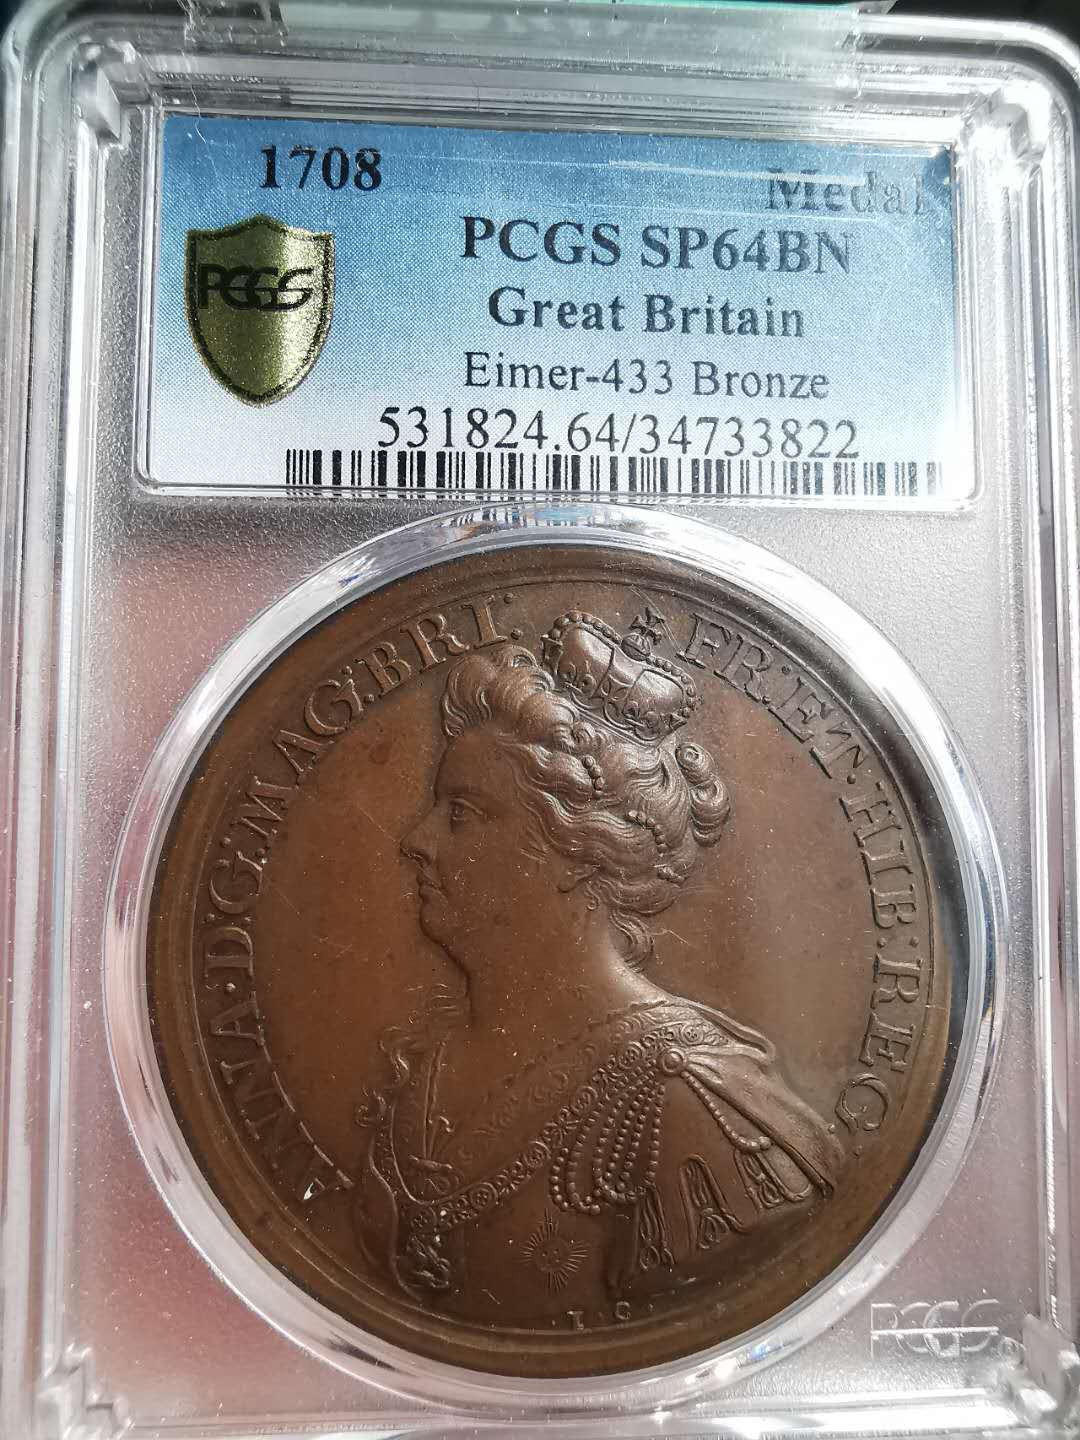 1708
Medal
PCGS
PCGS SP64BN
Great Britain
Eimer-433 Bronze
531824.64/34733822
ANNA·D:G:MAG:BRI: FR:ET·HIB:REG:
·I·C·
PCGS